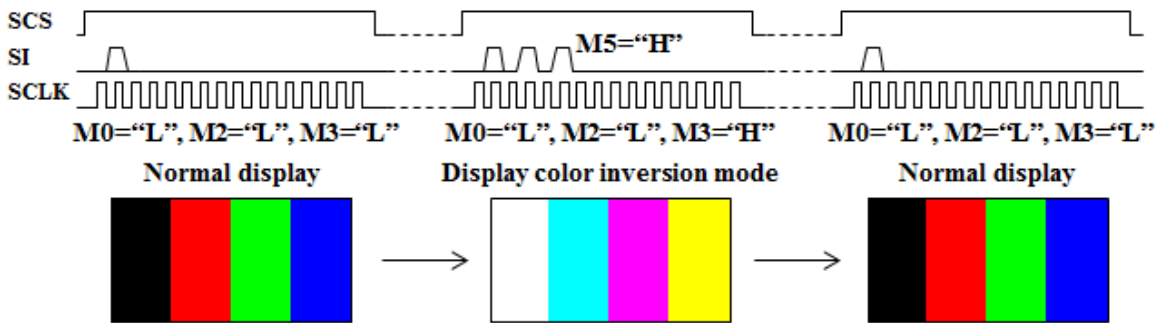 SCS
SI
M5=“H”
SCLK
M0=“L”, M2=“L”, M3=“L”
M0=“L”, M2=“L”, M3=“H”
M0=“L”, M2=“L”, M3=“L”
Normal display
Display color inversion mode
Normal display